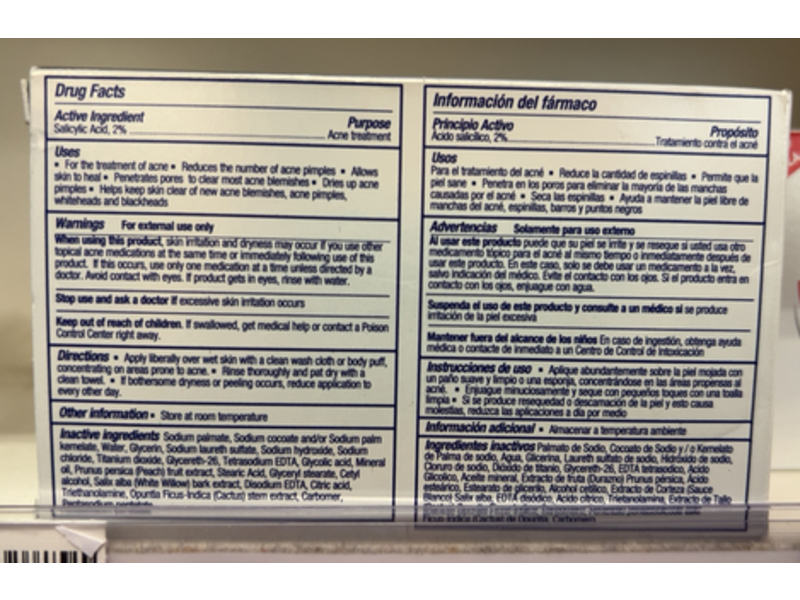 Drug Facts
Active Ingredient Purpose
Salicylic Acid, 2% Acne treatment
Uses
• For the treatment of acne • Reduces the number of acne pimples • Allows
skin to heal • Penetrates pores to clear most acne blemishes • Dries up acne
pimples • Helps keep skin clear of new acne blemishes, acne pimples,
whiteheads and blackheads
Warnings For external use only
When using this product, skin irritation and dryness may occur if you use other
topical acne medications at the same time or immediately following use of this
product. If this occurs, use only one medication at a time unless directed by a
doctor. Avoid contact with eyes. If product gets in eyes, rinse with water.
Stop use and ask a doctor if excessive skin irritation occurs
Keep out of reach of children. If swallowed, get medical help or contact a Poison
Control Center right away.
Directions • Apply liberally over wet skin with a clean wash cloth or body puff,
concentrating on areas prone to acne. • Rinse thoroughly and pat dry with a
clean towel. • If bothersome dryness or peeling occurs, reduce application to
every other day.
Other information • Store at room temperature
Inactive ingredients Sodium palmate, Sodium cocoate and/or Sodium palm
kernelate, Water, Glycerin, Sodium laureth sulfate, Sodium hydroxide, Sodium
chloride, Titanium dioxide, Glycereth-26, Tetrasodium EDTA, Glycolic acid, Mineral
oil, Prunus persica (Peach) fruit extract, Stearic Acid, Glyceryl stearate, Cetyl
alcohol, Salix alba (White Willow) bark extract, Disodium EDTA, Citric acid,
Triethanolamine, Opuntia Ficus-Indica (Cactus) stem extract, Carbomer,
Pentasodium pentetate
Información del fármaco
Principio Activo Propósito
Ácido salicílico, 2% Tratamiento contra el acné
Usos
Para el tratamiento del acné • Reduce la cantidad de espinillas • Permite que la
piel sane • Penetra en los poros para eliminar la mayoría de las manchas
causadas por el acné • Seca las espinillas • Ayuda a mantener la piel libre de
manchas del acné, espinillas, barros y puntos negros
Advertencias Solamente para uso externo
Al usar este producto puede que su piel se irrite y se reseque si usted usa otro
medicamento tópico para el acné al mismo tiempo o inmediatamente después de
usar este producto. En este caso, solo se debe usar un medicamento a la vez,
salvo indicación del médico. Evite el contacto con los ojos. Si el producto entra en
contacto con los ojos, enjuague con agua.
Suspenda el uso de este producto y consulte a un médico si se produce
irritación de la piel excesiva
Mantener fuera del alcance de los niños En caso de ingestión, obtenga ayuda
médica o contacte de inmediato a un Centro de Control de Intoxicación
Instrucciones de uso • Aplique abundantemente sobre la piel mojada con
un paño suave y limpio o una esponja, concentrándose en las áreas propensas al
acné. • Enjuague minuciosamente y seque con pequeños toques con una toalla
limpia • Si se produce resequedad o descamación de la piel y esto causa
molestias, reduzca las aplicaciones a día por medio
Información adicional • Almacenar a temperatura ambiente
Ingredientes inactivos Palmato de Sodio, Cocoato de Sodio y / o Kernelato
de Palma de sodio, Agua, Glicerina, Laureth sulfato de sodio, Hidróxido de sodio,
Cloruro de sodio, Dióxido de titanio, Glycereth-26, EDTA tetrasodico, Ácido
Glicolico, Aceite mineral, Extracto de fruta (Durazno) Prunus pérsica, Ácido
esteárico, Estearato de glicerilo, Alcohol cetílico, Extracto de Corteza (Sauce
Blanco) Salix alba, EDTA disódico, Ácido cítrico, Trietanolamina, Extracto de Tallo
Ficus-Indica (Cactus) de Opuntia, Carbomero